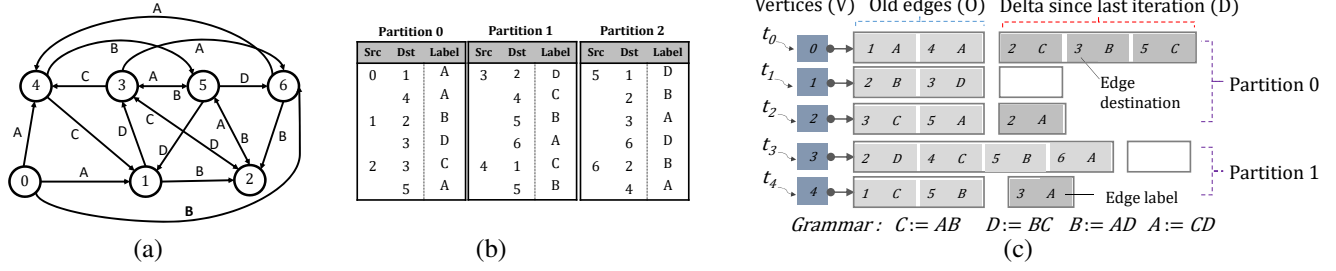 A
B
A
4
C
3
A
5
D
6
B
A
C
D
C
D
D
A
B
B
0
A
1
B
2
B
(a)
Partition 0 Partition 1 Partition 2
Src Dst Label Src Dst Label Src Dst Label
0 1 A 3 2 D 5 1 D
4 A 4 C 2 B
1 2 B 5 B 3 A
3 D 6 A 6 D
2 3 C 4 1 C 6 2 B
5 A 5 B 4 A
(b)
Vertices (V) Old edges (O) Delta since last iteration (D)
t0 0 1 A 4 A 2 C 3 B 5 C
t1 1 2 B 3 D
Edge destination
Partition 0
t2 2 3 C 5 A 2 A
t3 3 2 D 4 C 5 B 6 A
Partition 1
t4 4 1 C 5 B 3 A
Edge label
Grammar : C:= AB D:= BC B:= AD A:= CD
(c)